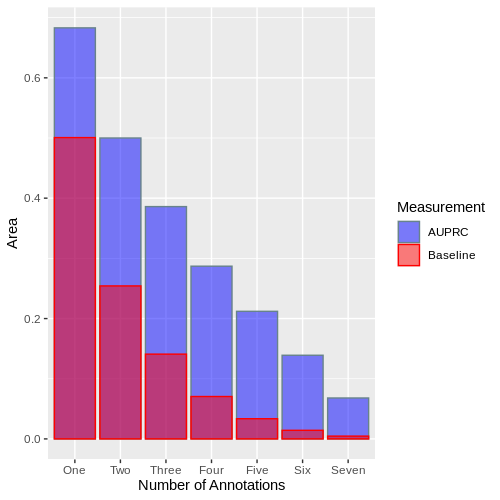 0.6
0.4
0.2
0.0
Area
One Two Three Four Five Six Seven
Number of Annotations
Measurement
AUPRC
Baseline